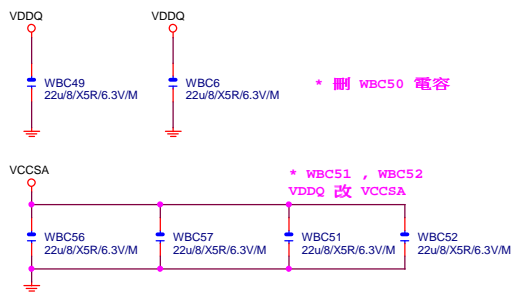 VDDQ VDDQ
WBC49 WBC6
22u/8/X5R/6.3V/M 22u/8/X5R/6.3V/M
* 刪 WBC50 電容
VCCSA
* WBC51 , WBC52
VDDQ 改 VCCSA
WBC56 WBC57 WBC51 WBC52
22u/8/X5R/6.3V/M 22u/8/X5R/6.3V/M 22u/8/X5R/6.3V/M 22u/8/X5R/6.3V/M